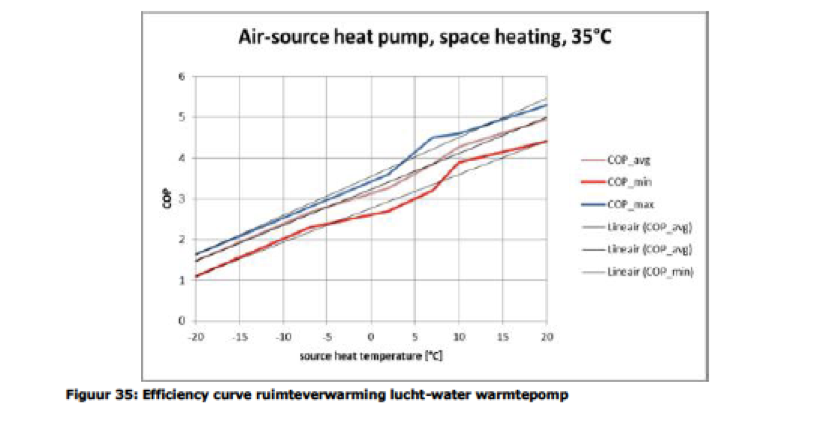 Air-source heat pump, space heating, 35°C
6
5
4
3
2
1
0
COP
-20 -15 -10 -5 0 5 10 15 20
source heat temperature [°C]
COP_avg
COP_min
COP_max
Lineair (COP_avg)
Lineair (COP_avg)
Lineair (COP_min)
Figuur 35: Efficiency curve ruimteverwarming lucht-water warmtepomp